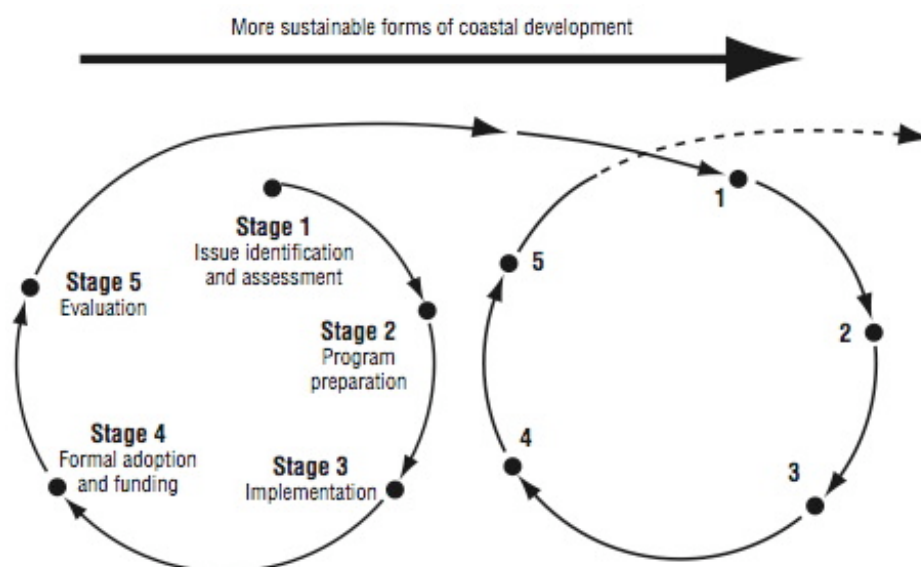 More sustainable forms of coastal development
Stage 1
Issue identification
and assessment
Stage 2
Program
preparation
Stage 3
Implementation
Stage 4
Formal adoption
and funding
Stage 5
Evaluation
1
2
3
4
5